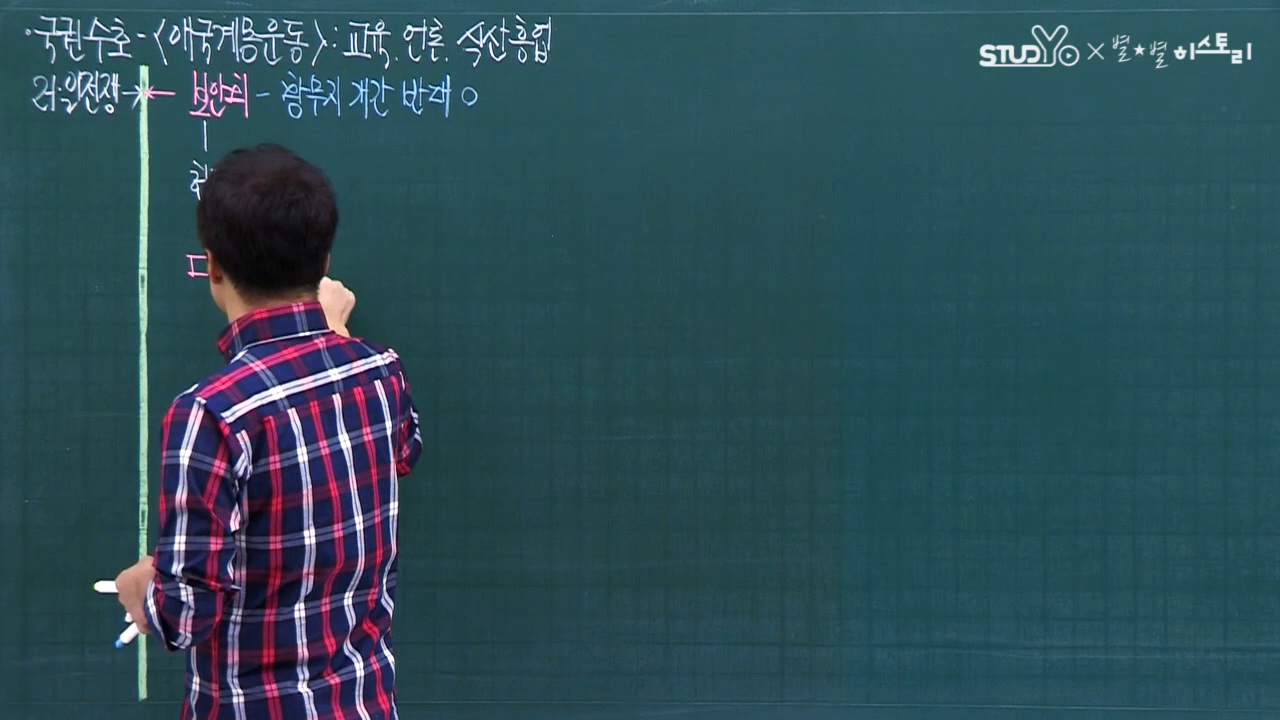 ·국권수호-<애국계몽운동>: 교육, 언론, 식산흥업
러·일전쟁→← 보안회 - 황무지 개간 반대 O
STUDYo×별★별히스토리